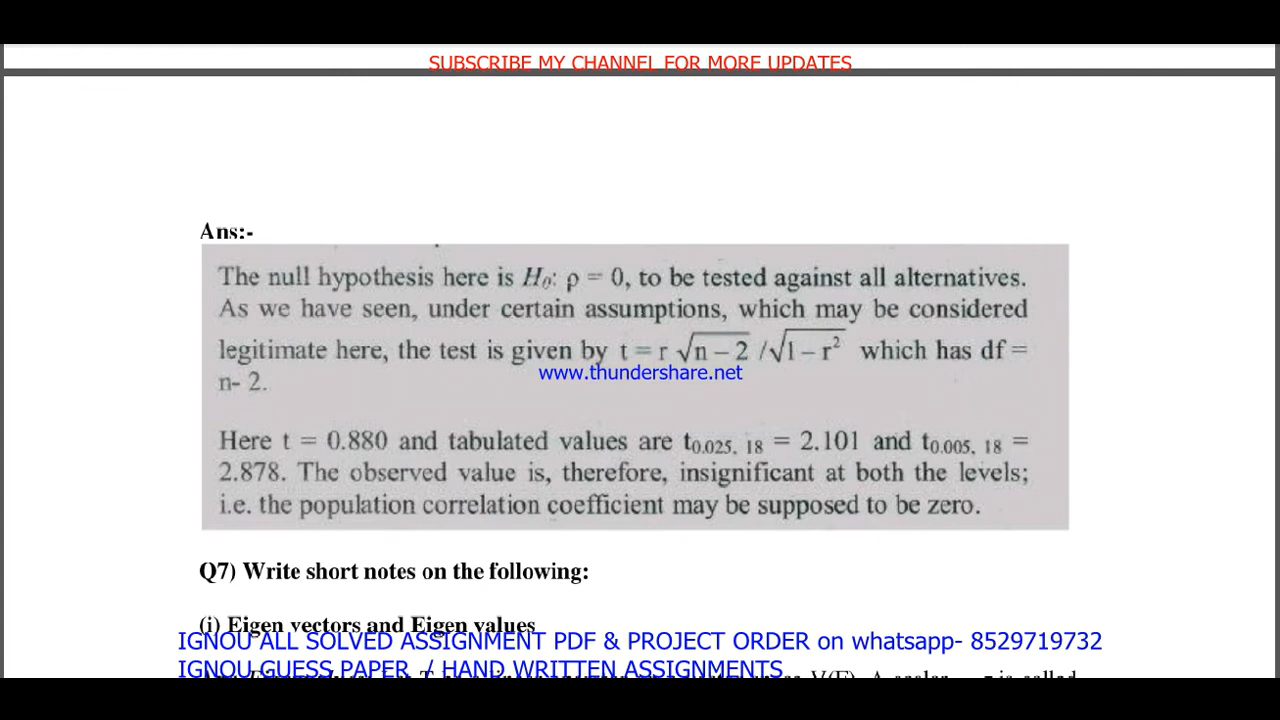 SUBSCRIBE MY CHANNEL FOR MORE UPDATES
Ans:-
The null hypothesis here is H₀: ρ = 0, to be tested against all alternatives.
As we have seen, under certain assumptions, which may be considered
legitimate here, the test is given by t = r √n – 2 /√1 – r² which has df =
www.thundershare.net
n- 2.
Here t = 0.880 and tabulated values are t0.025, 18 = 2.101 and t0.005, 18 =
2.878. The observed value is, therefore, insignificant at both the levels;
i.e. the population correlation coefficient may be supposed to be zero.
Q7) Write short notes on the following:
(i) Eigen vectors and Eigen values
IGNOU ALL SOLVED ASSIGNMENT PDF & PROJECT ORDER on whatsapp- 8529719732
IGNOU GUESS PAPER / HAND WRITTEN ASSIGNMENTS